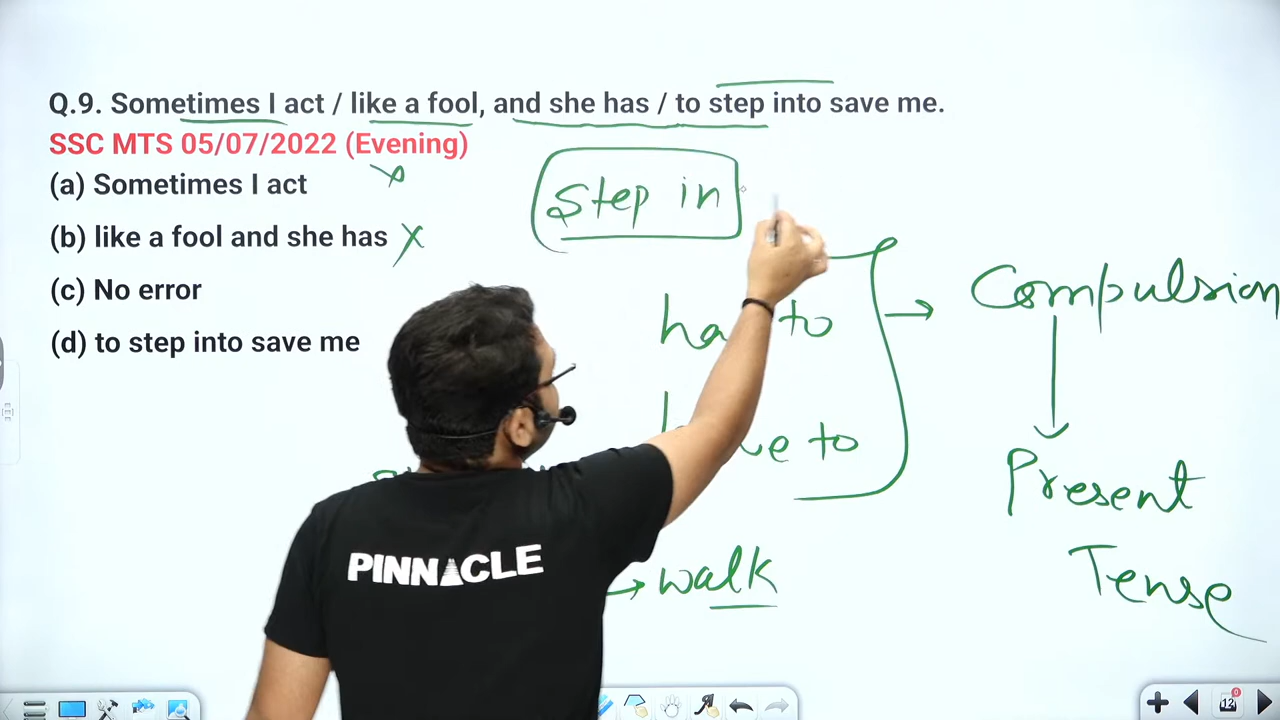 Q.9. Sometimes I act / like a fool, and she has / to step into save me.
SSC MTS 05/07/2022 (Evening)
(a) Sometimes I act
(b) like a fool and she has
(c) No error
(d) to step into save me
Step in
to
to
Compulsion
Present
Tense
walk
PINNACLE
12
0